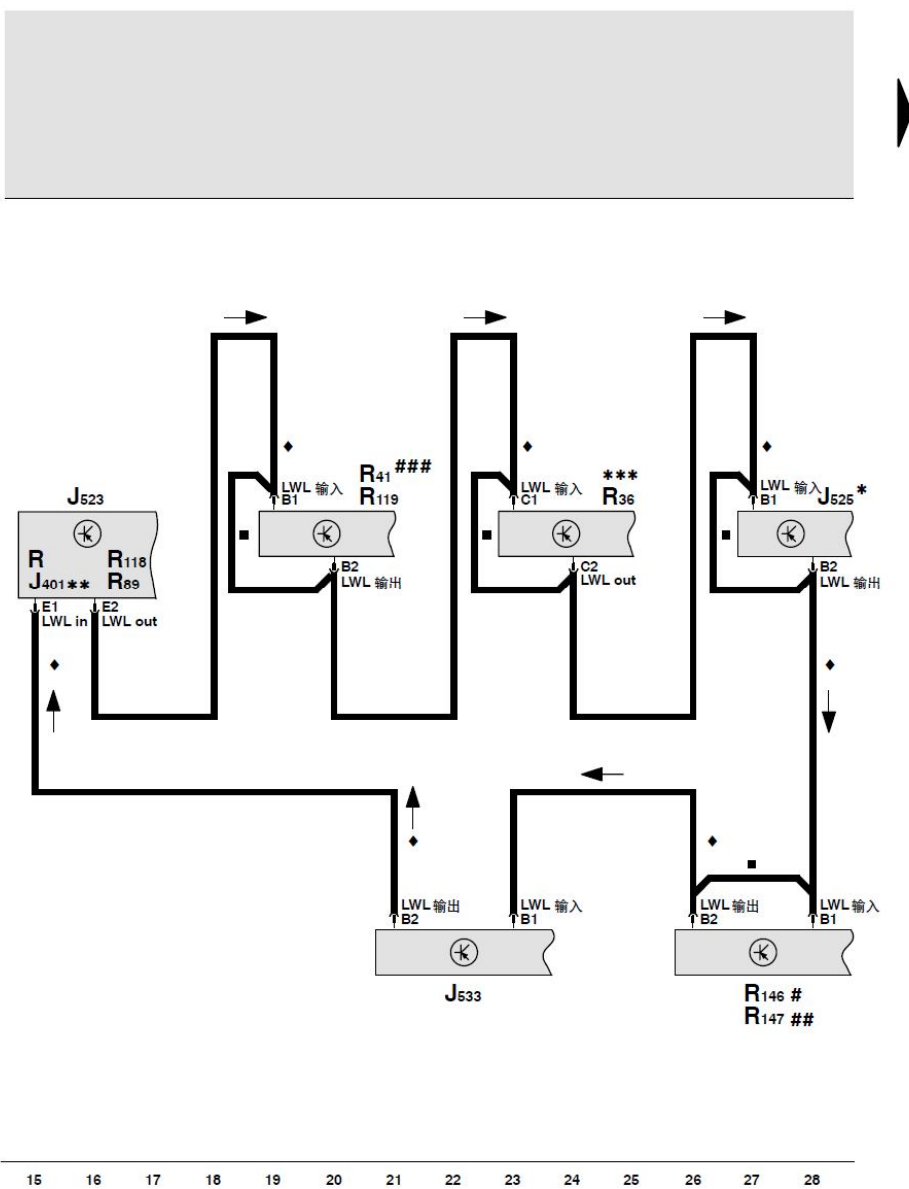 R41 ###
R119
LWL 输入
B1
***
R36
LWL 输入
C1
J525 *
LWL 输入
B1
J523
R
R118
J401**
R89
B2
LWL 输出
C2
LWL out
B2
LWL 输出
E1
LWL in
E2
LWL out
LWL 输出
B2
LWL 输入
B1
LWL 输出
B2
LWL 输入
B1
J533
R146 #
R147 ##
15 16 17 18 19 20 21 22 23 24 25 26 27 28